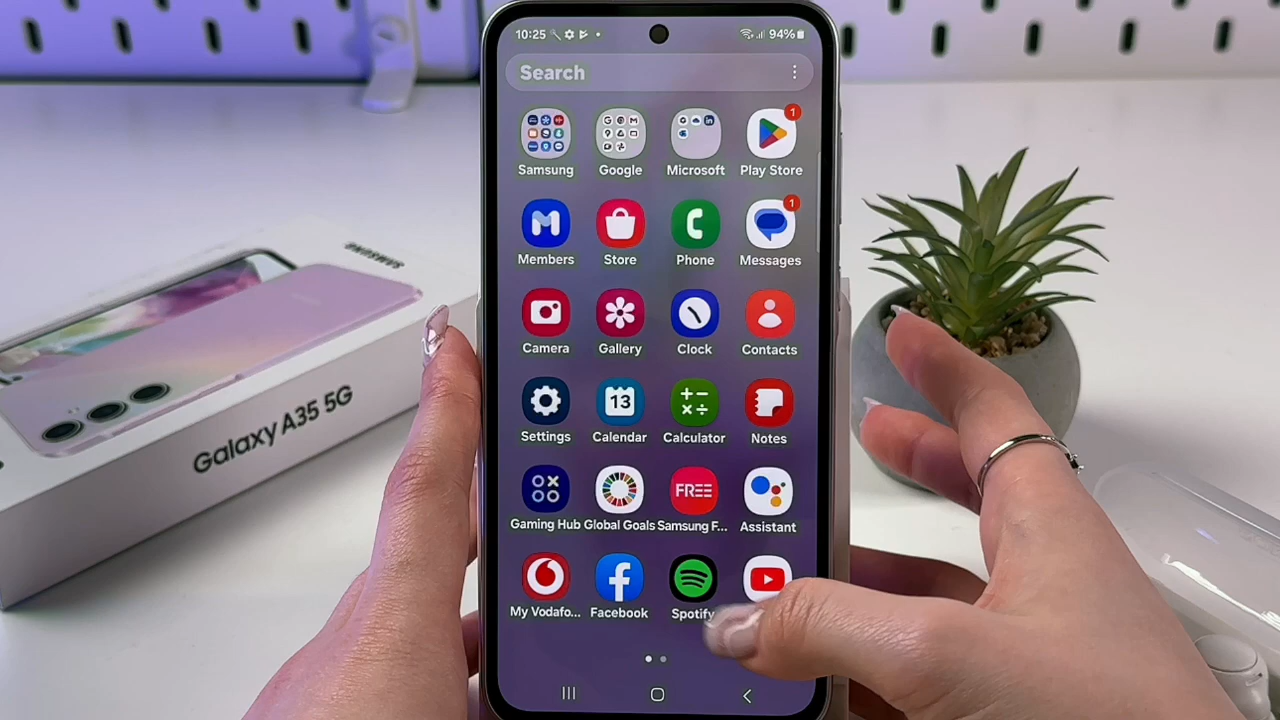 10:25 94%
Search
Samsung Google Microsoft Play Store
1
Members Store Phone Messages
1
Camera Gallery Clock Contacts
13
Settings Calendar Calculator Notes
FREE
Gaming Hub Global Goals Samsung F... Assistant
My Vodafo... Facebook Spotify
SAMSUNG
Galaxy A35 5G